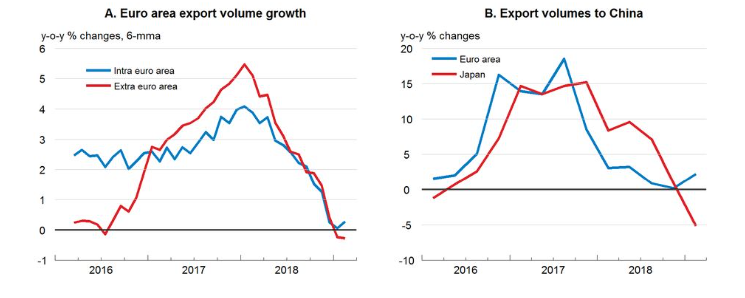 A. Euro area export volume growth
y-o-y % changes, 6-mma
6
5
4
3
2
1
0
-1
Intra euro area
Extra euro area
2016
2017
2018
B. Export volumes to China
y-o-y % changes
20
15
10
5
0
-5
-10
Euro area
Japan
2016
2017
2018